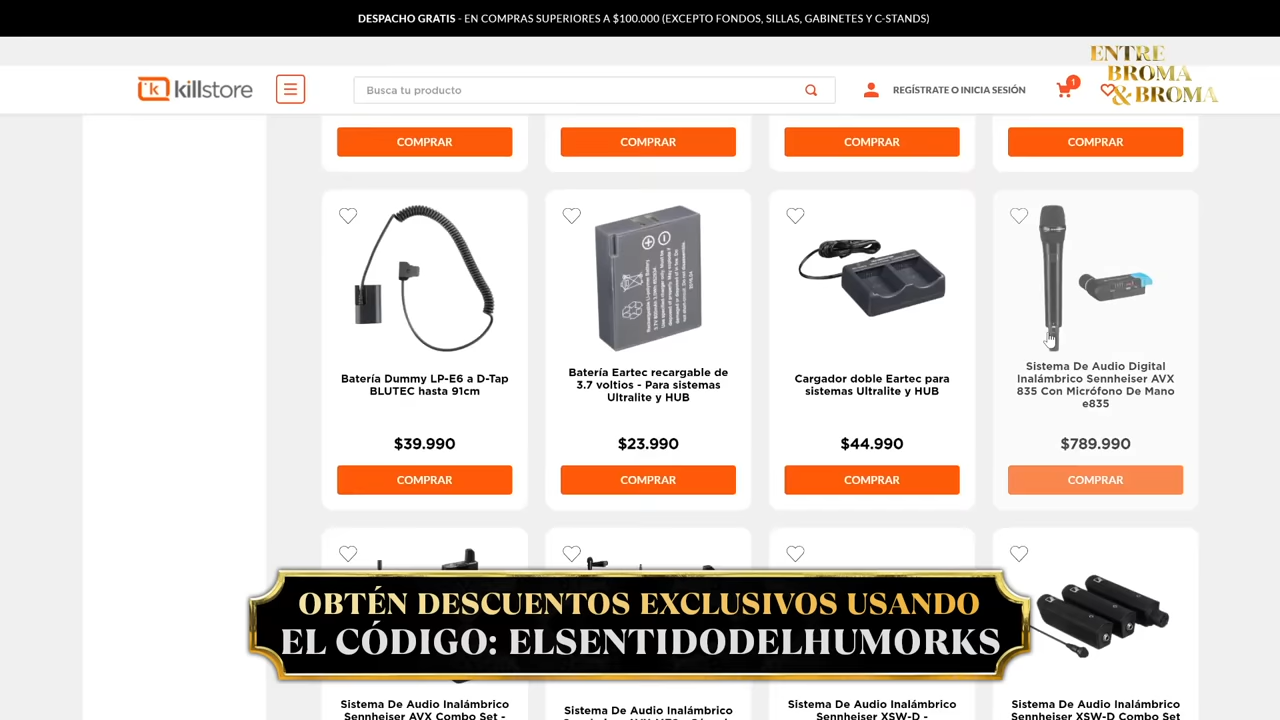 DESPACHO GRATIS - EN COMPRAS SUPERIORES A $100.000 (EXCEPTO FONDOS, SILLAS, GABINETES Y C-STANDS)
ENTRE
BROMA
& BROMA
killstore
Busca tu producto
REGÍSTRATE O INICIA SESIÓN
1
COMPRAR
COMPRAR
COMPRAR
COMPRAR
Batería Dummy LP-E6 a D-Tap
BLUTEC hasta 91cm
$39.990
COMPRAR
Batería Eartec recargable de
3.7 voltios - Para sistemas
Ultralite y HUB
$23.990
COMPRAR
Cargador doble Eartec para
sistemas Ultralite y HUB
$44.990
COMPRAR
Sistema De Audio Digital
Inalámbrico Sennheiser AVX
835 Con Micrófono De Mano
e835
$789.990
COMPRAR
OBTÉN DESCUENTOS EXCLUSIVOS USANDO
EL CÓDIGO: ELSENTIDODELHUMORKS
Sistema De Audio Inalámbrico
Sennheiser AVX Combo Set -
Sistema De Audio Inalámbrico
Sistema De Audio Inalámbrico
Sennheiser XSW-D -
Sistema De Audio Inalámbrico
Sennheiser XSW-D Combo Set